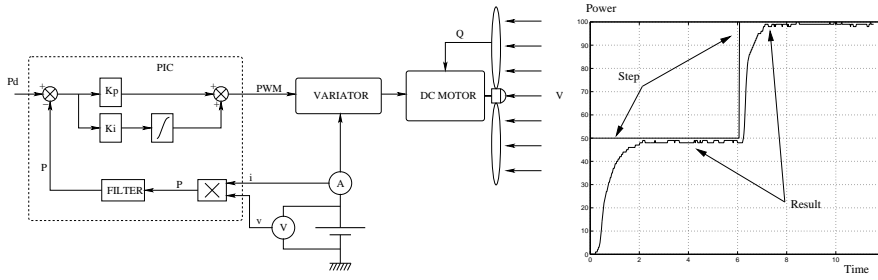 PIC
Pd
+
−
Kp
Ki
+
+
PWM
VARIATOR
DC MOTOR
Q
V
P
FILTER
P
i
v
A
V
Power
100
90
80
70
60
50
40
30
20
10
0
0
2
4
6
8
10
Time
Step
Result